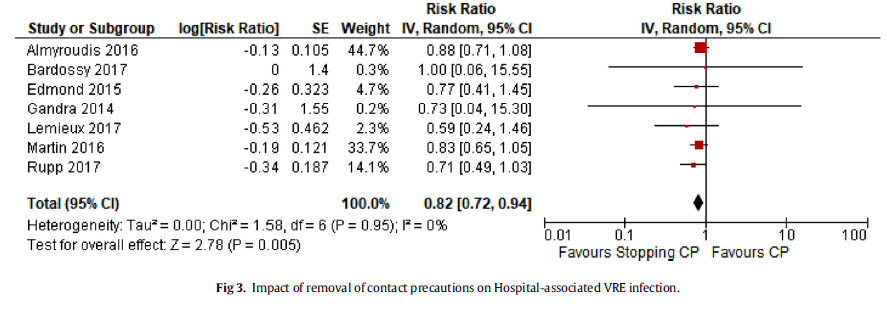 Risk Ratio Risk Ratio
Study or Subgroup log[Risk Ratio] SE Weight IV, Random, 95% CI IV, Random, 95% CI
Almyroudis 2016 -0.13 0.105 44.7% 0.88 [0.71, 1.08]
Bardossy 2017 0 1.4 0.3% 1.00 [0.06, 15.55]
Edmond 2015 -0.26 0.323 4.7% 0.77 [0.41, 1.45]
Gandra 2014 -0.31 1.55 0.2% 0.73 [0.04, 15.30]
Lemieux 2017 -0.53 0.462 2.3% 0.59 [0.24, 1.46]
Martin 2016 -0.19 0.121 33.7% 0.83 [0.65, 1.05]
Rupp 2017 -0.34 0.187 14.1% 0.71 [0.49, 1.03]
Total (95% CI) 100.0% 0.82 [0.72, 0.94]
Heterogeneity: Tau² = 0.00; Chi² = 1.58, df = 6 (P = 0.95); I² = 0%
Test for overall effect: Z = 2.78 (P = 0.005)
0.01 0.1 1 10 100
Favours Stopping CP Favours CP
Fig 3. Impact of removal of contact precautions on Hospital-associated VRE infection.